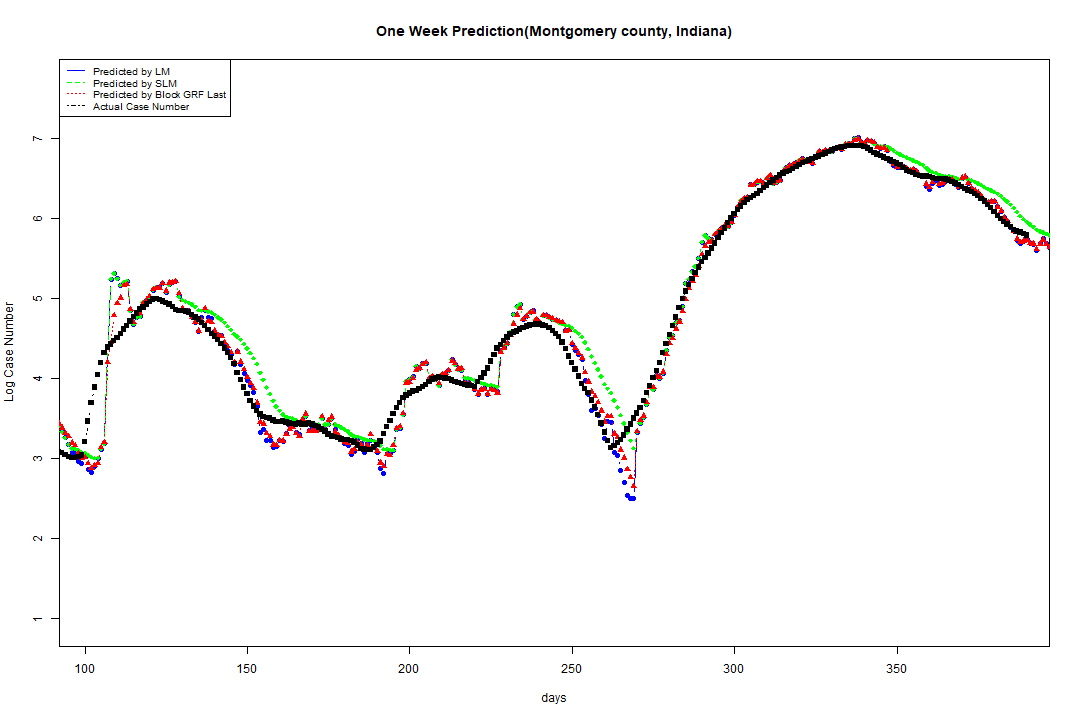 One Week Prediction(Montgomery county, Indiana)
Predicted by LM
Predicted by SLM
Predicted by Block GRF Last
Actual Case Number
Log Case Number
7
6
5
4
3
2
1
100 150 200 250 300 350
days